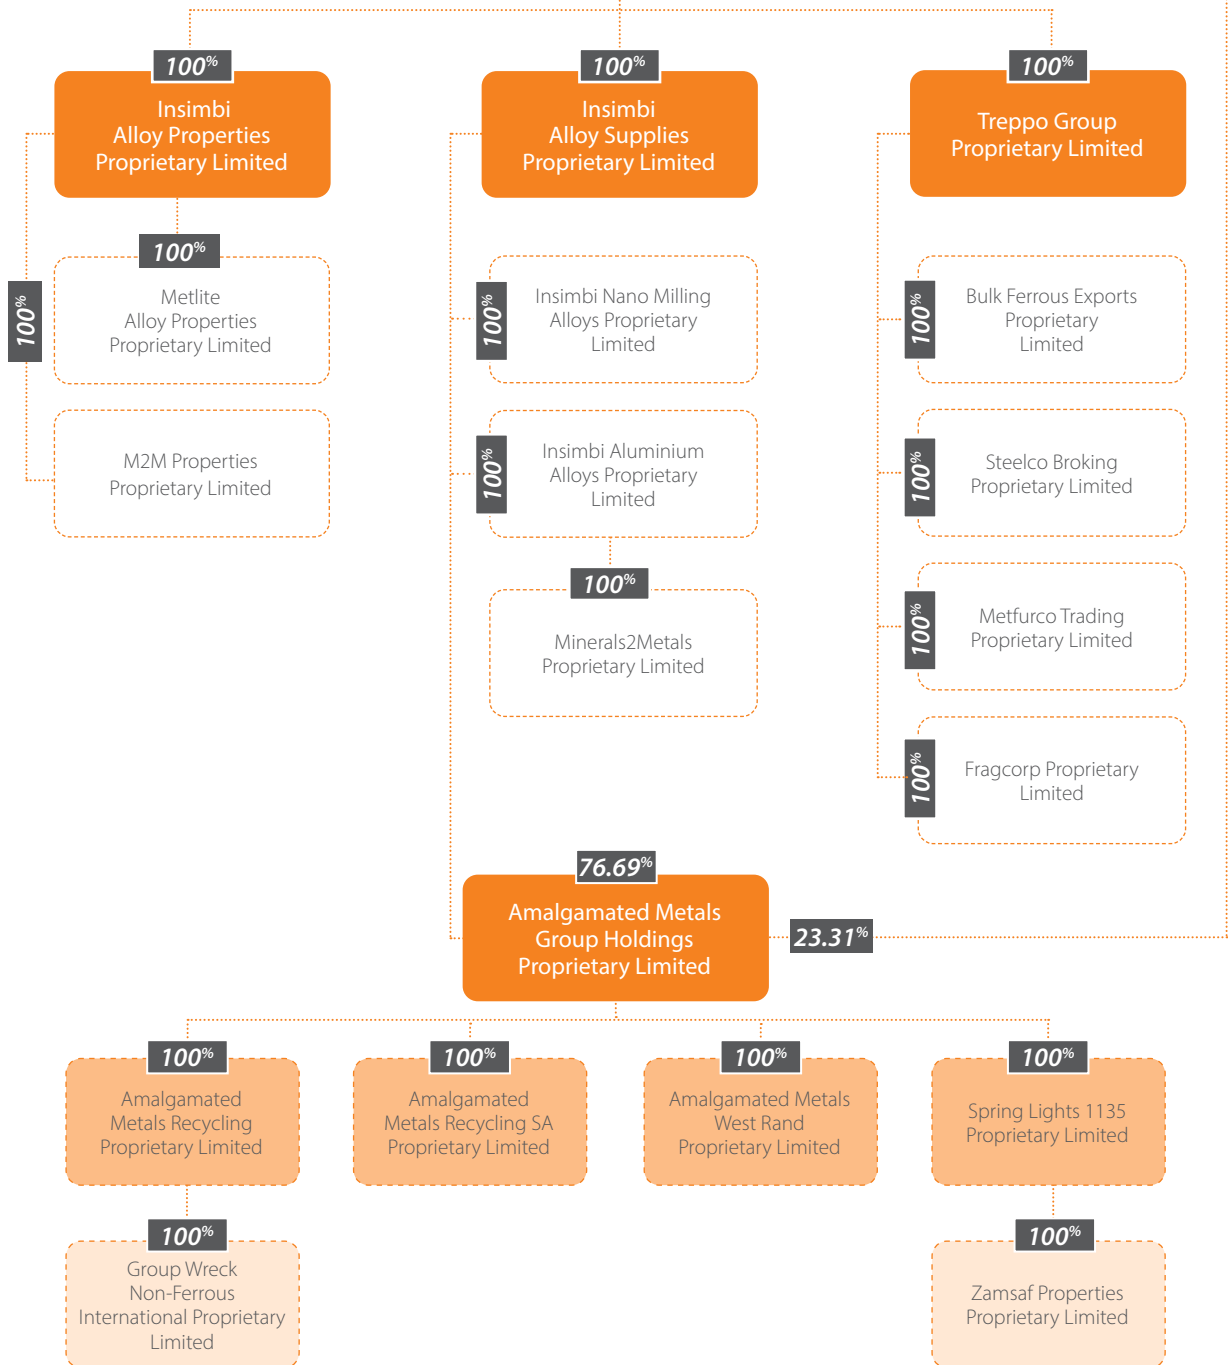 100%
Insimbi
Alloy Properties
Proprietary Limited
100%
Metlite
Alloy Properties
Proprietary Limited
100%
M2M Properties
Proprietary Limited
100%
Insimbi
Alloy Supplies
Proprietary Limited
100%
Insimbi Nano Milling
Alloys Proprietary
Limited
100%
Insimbi Aluminium
Alloys Proprietary
Limited
100%
Minerals2Metals
Proprietary Limited
100%
Treppo Group
Proprietary Limited
100%
Bulk Ferrous Exports
Proprietary
Limited
100%
Steelco Broking
Proprietary Limited
100%
Metfurco Trading
Proprietary Limited
100%
Fragcorp Proprietary
Limited
76.69%
Amalgamated Metals
Group Holdings
Proprietary Limited
23.31%
100%
Amalgamated
Metals Recycling
Proprietary Limited
100%
Amalgamated
Metals Recycling SA
Proprietary Limited
100%
Amalgamated Metals
West Rand
Proprietary Limited
100%
Spring Lights 1135
Proprietary Limited
100%
Group Wreck
Non-Ferrous
International Proprietary
Limited
100%
Zamsaf Properties
Proprietary Limited